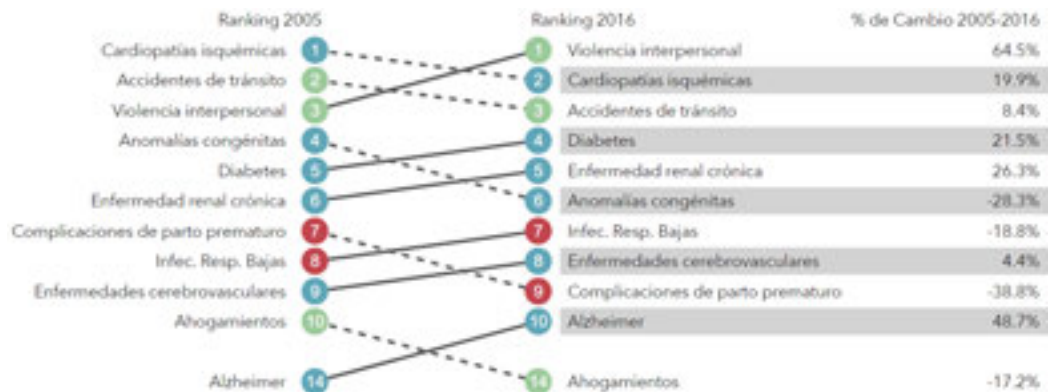 Ranking 2005 Ranking 2016 % de Cambio 2005-2016
Cardiopatías isquémicas 1 1 Violencia interpersonal 64.5%
Accidentes de tránsito 2 2 Cardiopatías isquémicas 19.9%
Violencia interpersonal 3 3 Accidentes de tránsito 8.4%
Anomalías congénitas 4 4 Diabetes 21.5%
Diabetes 5 5 Enfermedad renal crónica 26.3%
Enfermedad renal crónica 6 6 Anomalías congénitas -28.3%
Complicaciones de parto prematuro 7 7 Infec. Resp. Bajas -18.8%
Infec. Resp. Bajas 8 8 Enfermedades cerebrovasculares 4.4%
Enfermedades cerebrovasculares 9 9 Complicaciones de parto prematuro -38.8%
Ahogamientos 10 10 Alzheimer 48.7%
Alzheimer 14 14 Ahogamientos -17.2%